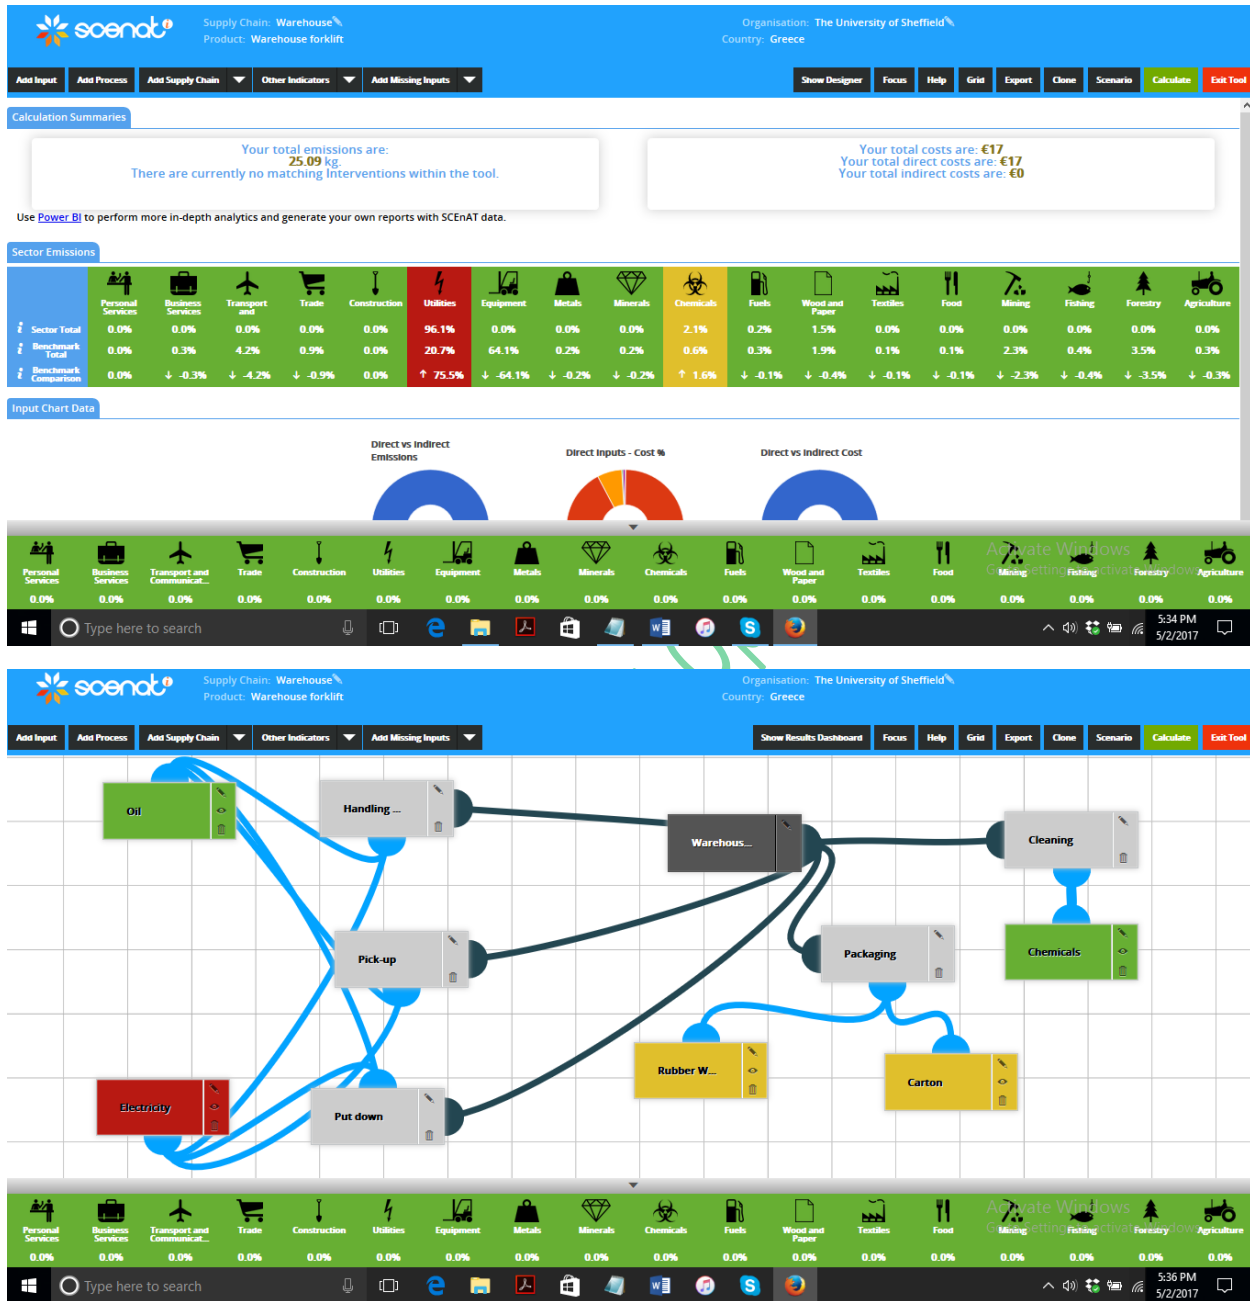 scenat i
Supply Chain: Warehouse
Product: Warehouse forklift
Organisation: The University of Sheffield
Country: Greece
Add Input Add Process Add Supply Chain Other Indicators Add Missing Inputs Show Designer Focus Help Grid Export Clone Scenario Calculate Exit Tool
Calculation Summaries
Your total emissions are:
25.09 kg.
There are currently no matching Interventions within the tool.
Your total costs are: €17
Your total direct costs are: €17
Your total indirect costs are: €0
Use Power BI to perform more in-depth analytics and generate your own reports with SCEnAT data.
Sector Emissions
Personal Services Business Services Transport and Trade Construction Utilities Equipment Metals Minerals Chemicals Fuels Wood and Paper Textiles Food Mining Fishing Forestry Agriculture
i Sector Total 0.0% 0.0% 0.0% 0.0% 0.0% 96.1% 0.0% 0.0% 0.0% 2.1% 0.2% 1.5% 0.0% 0.0% 0.0% 0.0% 0.0% 0.0%
i Benchmark Total 0.0% 0.3% 4.2% 0.9% 0.0% 20.7% 64.1% 0.2% 0.2% 0.6% 0.3% 1.9% 0.1% 0.1% 2.3% 0.4% 3.5% 0.3%
i Benchmark Comparison 0.0% ↓ -0.3% ↓ -4.2% ↓ -0.9% 0.0% ↑ 75.5% ↓ -64.1% ↓ -0.2% ↓ -0.2% ↑ 1.6% ↓ -0.1% ↓ -0.4% ↓ -0.1% ↓ -0.1% ↓ -2.3% ↓ -0.4% ↓ -3.5% ↓ -0.3%
Input Chart Data
Direct vs Indirect
Emissions
Direct Inputs - Cost %
Direct vs Indirect Cost
Activate Windows
Personal Services Business Services Transport and Communicat... Trade Construction Utilities Equipment Metals Minerals Chemicals Fuels Wood and Paper Textiles Food Mining Fishing Forestry Agriculture
0.0% 0.0% 0.0% 0.0% 0.0% 0.0% 0.0% 0.0% 0.0% 0.0% 0.0% 0.0% 0.0% 0.0% 0.0% 0.0% 0.0% 0.0%
Type here to search
5:34 PM
5/2/2017
scenat i
Supply Chain: Warehouse
Product: Warehouse forklift
Organisation: The University of Sheffield
Country: Greece
Add Input Add Process Add Supply Chain Other Indicators Add Missing Inputs Show Results Dashboard Focus Help Grid Export Clone Scenario Calculate Exit Tool
Oil
Handling ...
Warehous...
Cleaning
Pick-up
Packaging
Chemicals
Rubber W...
Carton
Electricity
Put down
Activate Windows
Personal Services Business Services Transport and Communicat... Trade Construction Utilities Equipment Metals Minerals Chemicals Fuels Wood and Paper Textiles Food Mining Fishing Forestry Agriculture
0.0% 0.0% 0.0% 0.0% 0.0% 0.0% 0.0% 0.0% 0.0% 0.0% 0.0% 0.0% 0.0% 0.0% 0.0% 0.0% 0.0% 0.0%
Type here to search
5:36 PM
5/2/2017